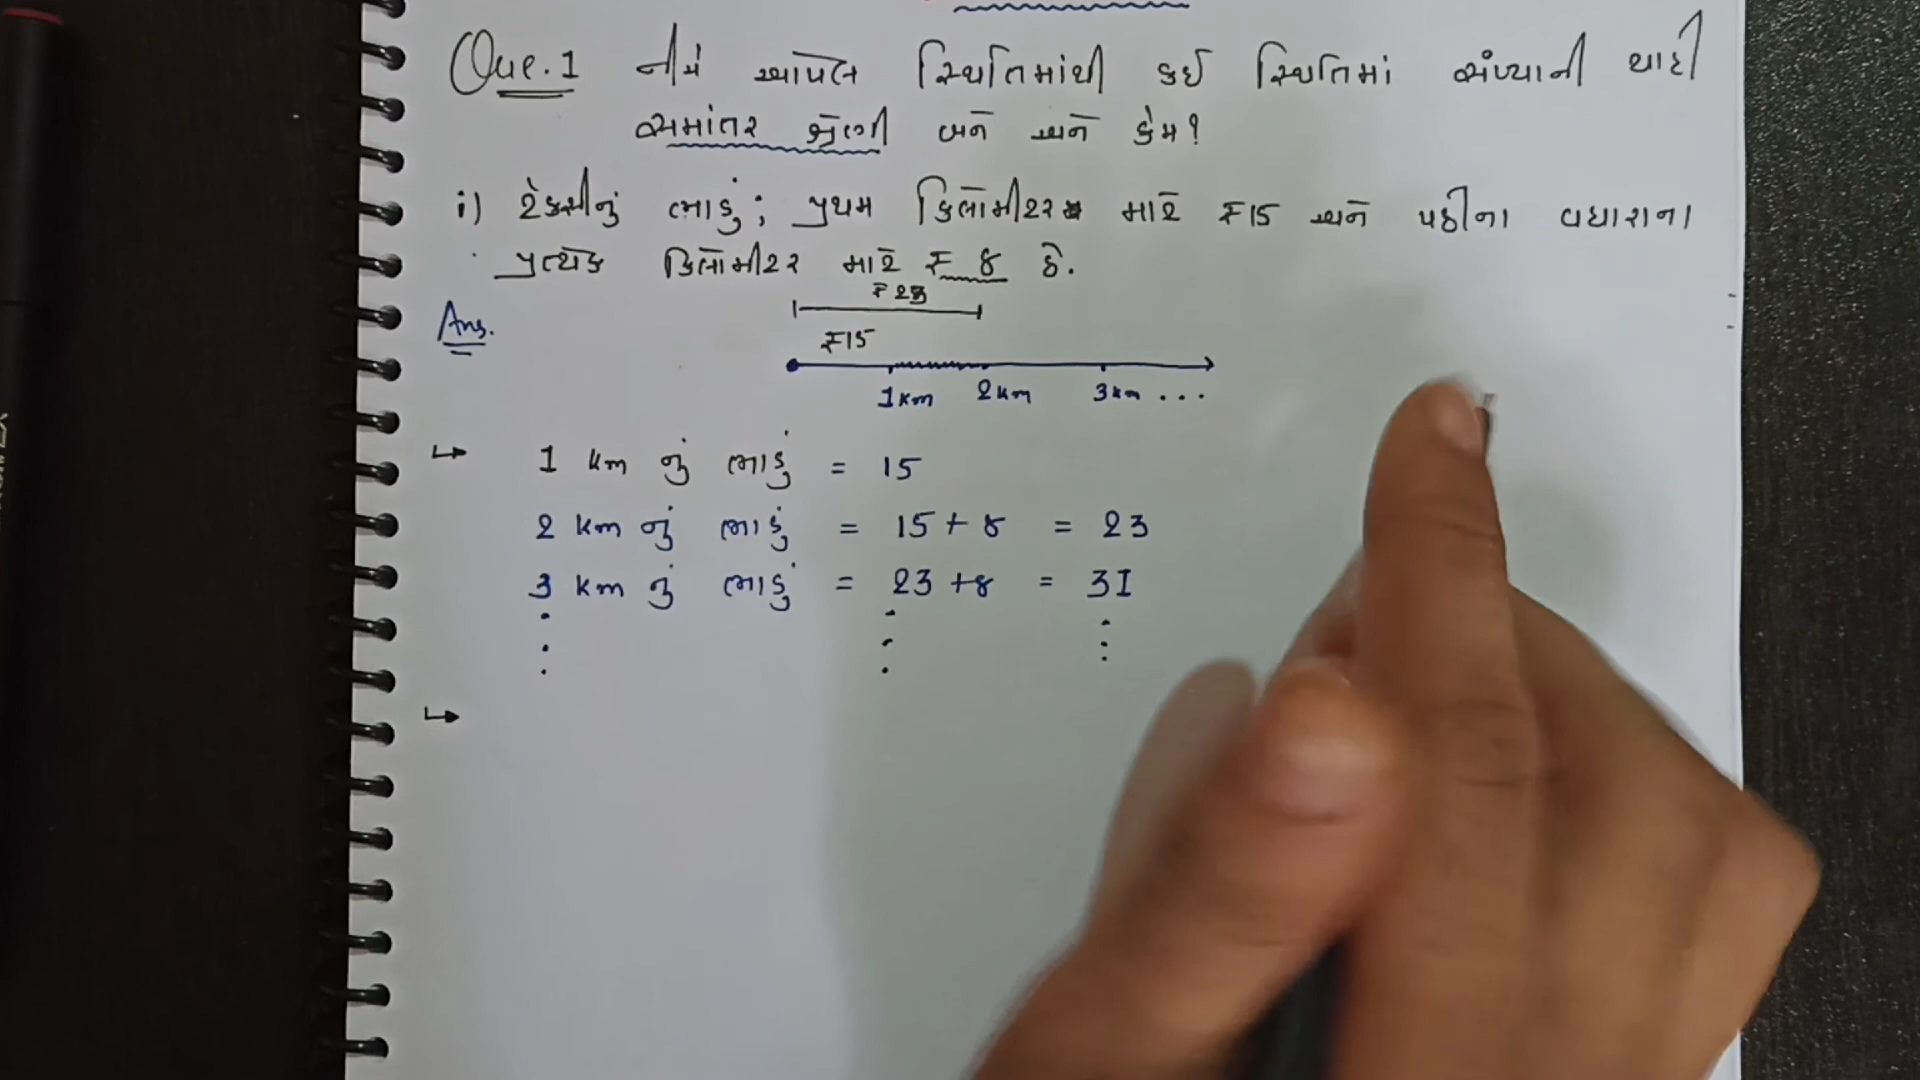 Que.1 નીચે આપેલ સ્થિતિમાંથી કઈ સ્થિતિમાં સંખ્યાની યાદી
સમાંતર શ્રેણી બને અને કેમ?
i) ટેક્સીનું ભાડું; પ્રથમ કિલોમીટર માટે ₹15 અને પછીના વધારાના
પ્રત્યેક કિલોમીટર માટે ₹ 8 છે.
Ans.
₹ 23
₹15
1km 2km 3km ...
↦ 1 km નું ભાડું = 15
2 km નું ભાડું = 15 + 8 = 23
3 km નું ભાડું = 23 + 8 = 31
↦